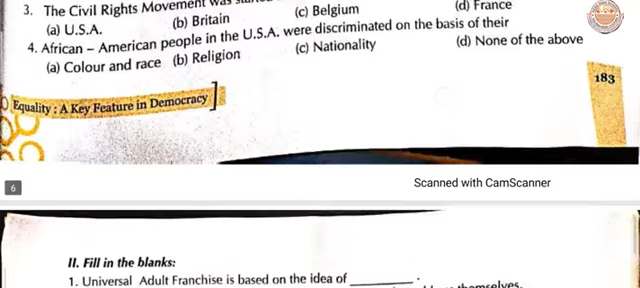 3. The Civil Rights Movement was
(a) U.S.A. (b) Britain (c) Belgium (d) France
4. African – American people in the U.S.A. were discriminated on the basis of their
(a) Colour and race (b) Religion (c) Nationality (d) None of the above
183
Equality : A Key Feature in Democracy
6
Scanned with CamScanner
II. Fill in the blanks:
1. Universal Adult Franchise is based on the idea of ________ .
themselves.